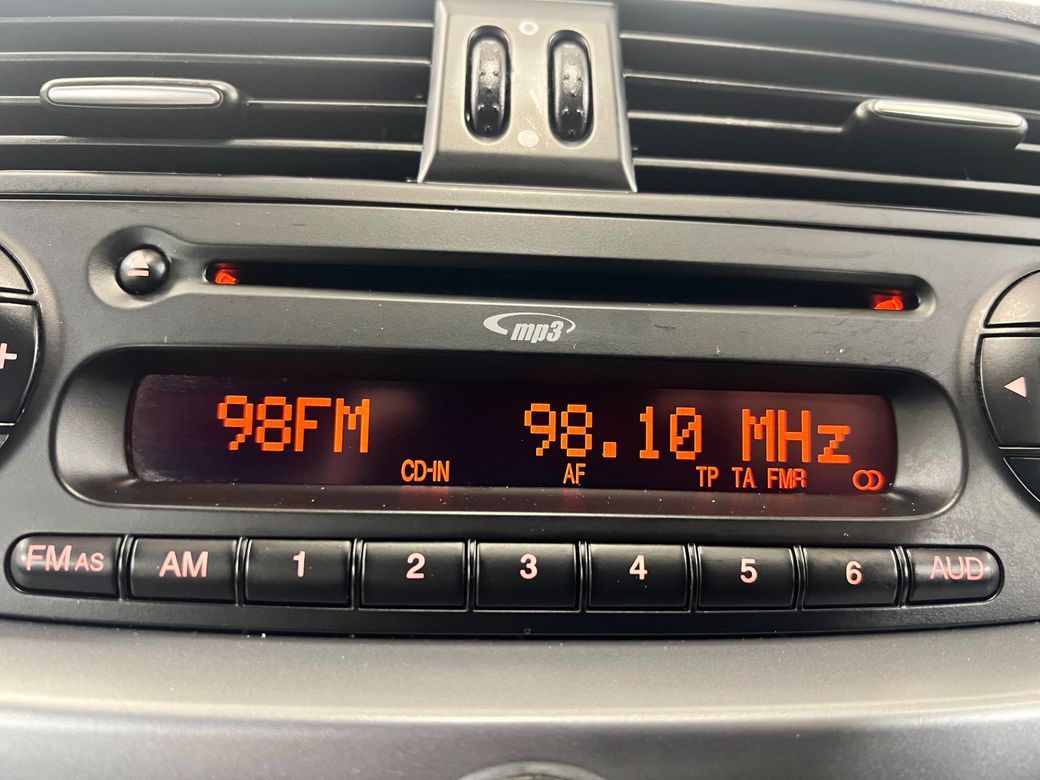 mp3
98FM 98.10 MHz
CD-IN AF TP TA FMR
FM AS AM 1 2 3 4 5 6 AUD